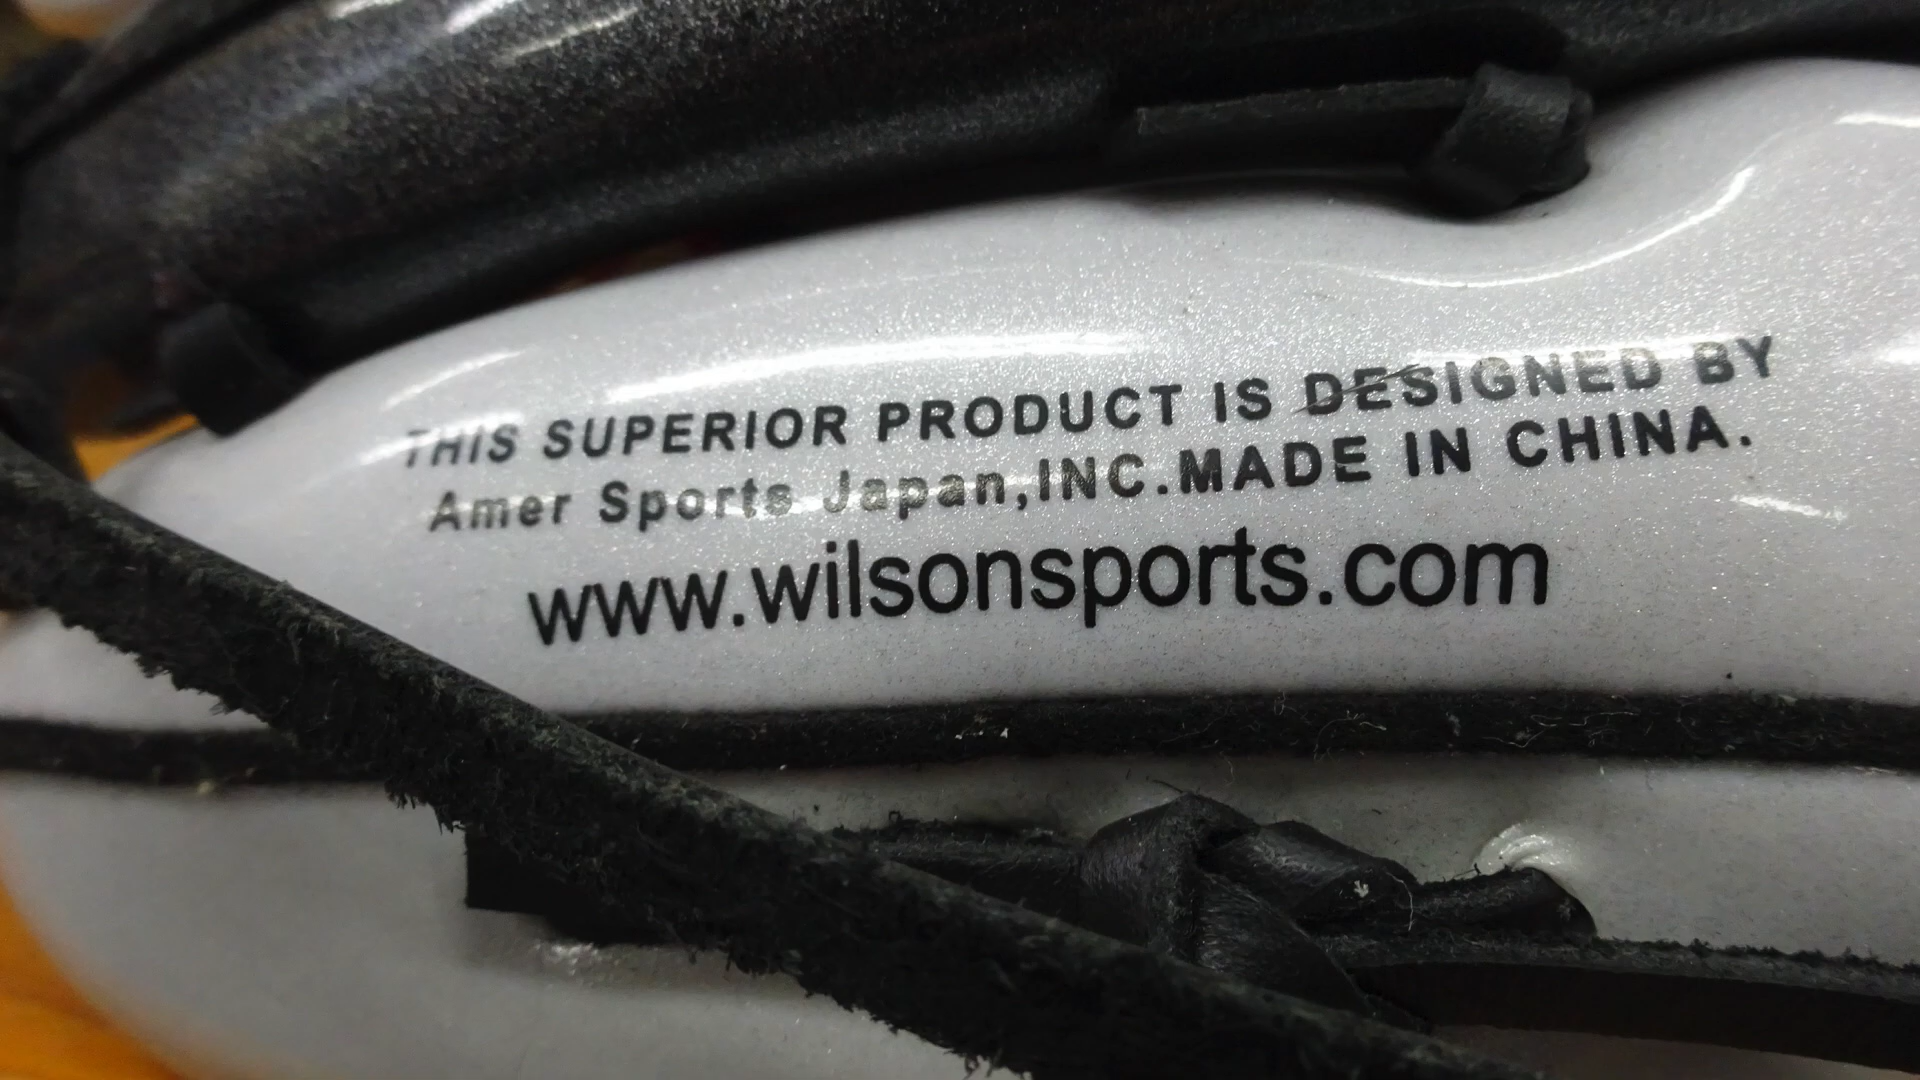 THIS SUPERIOR PRODUCT IS DESIGNED BY
Amer Sports Japan,INC.MADE IN CHINA.
www.wilsonsports.com